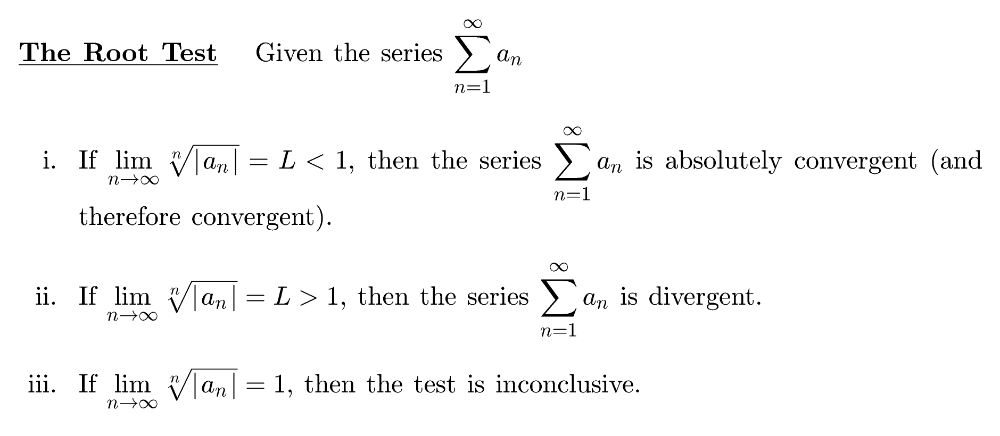 The Root Test Given the series $\sum_{n=1}^{\infty} a_n$
i. If $\lim_{n \to \infty} \sqrt[n]{|a_n|} = L < 1$, then the series $\sum_{n=1}^{\infty} a_n$ is absolutely convergent (and
therefore convergent).
ii. If $\lim_{n \to \infty} \sqrt[n]{|a_n|} = L > 1$, then the series $\sum_{n=1}^{\infty} a_n$ is divergent.
iii. If $\lim_{n \to \infty} \sqrt[n]{|a_n|} = 1$, then the test is inconclusive.